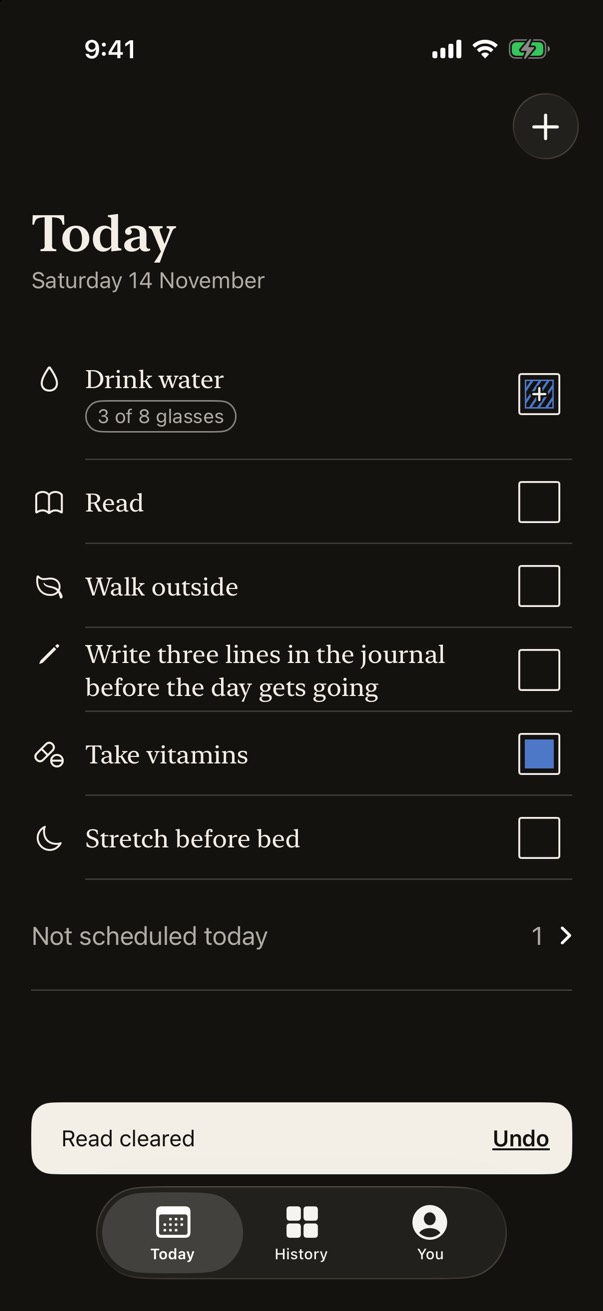 9:41
Today
Saturday 14 November
Drink water
3 of 8 glasses
Read
Walk outside
Write three lines in the journal
before the day gets going
Take vitamins
Stretch before bed
Not scheduled today 1
Read cleared Undo
Today History You